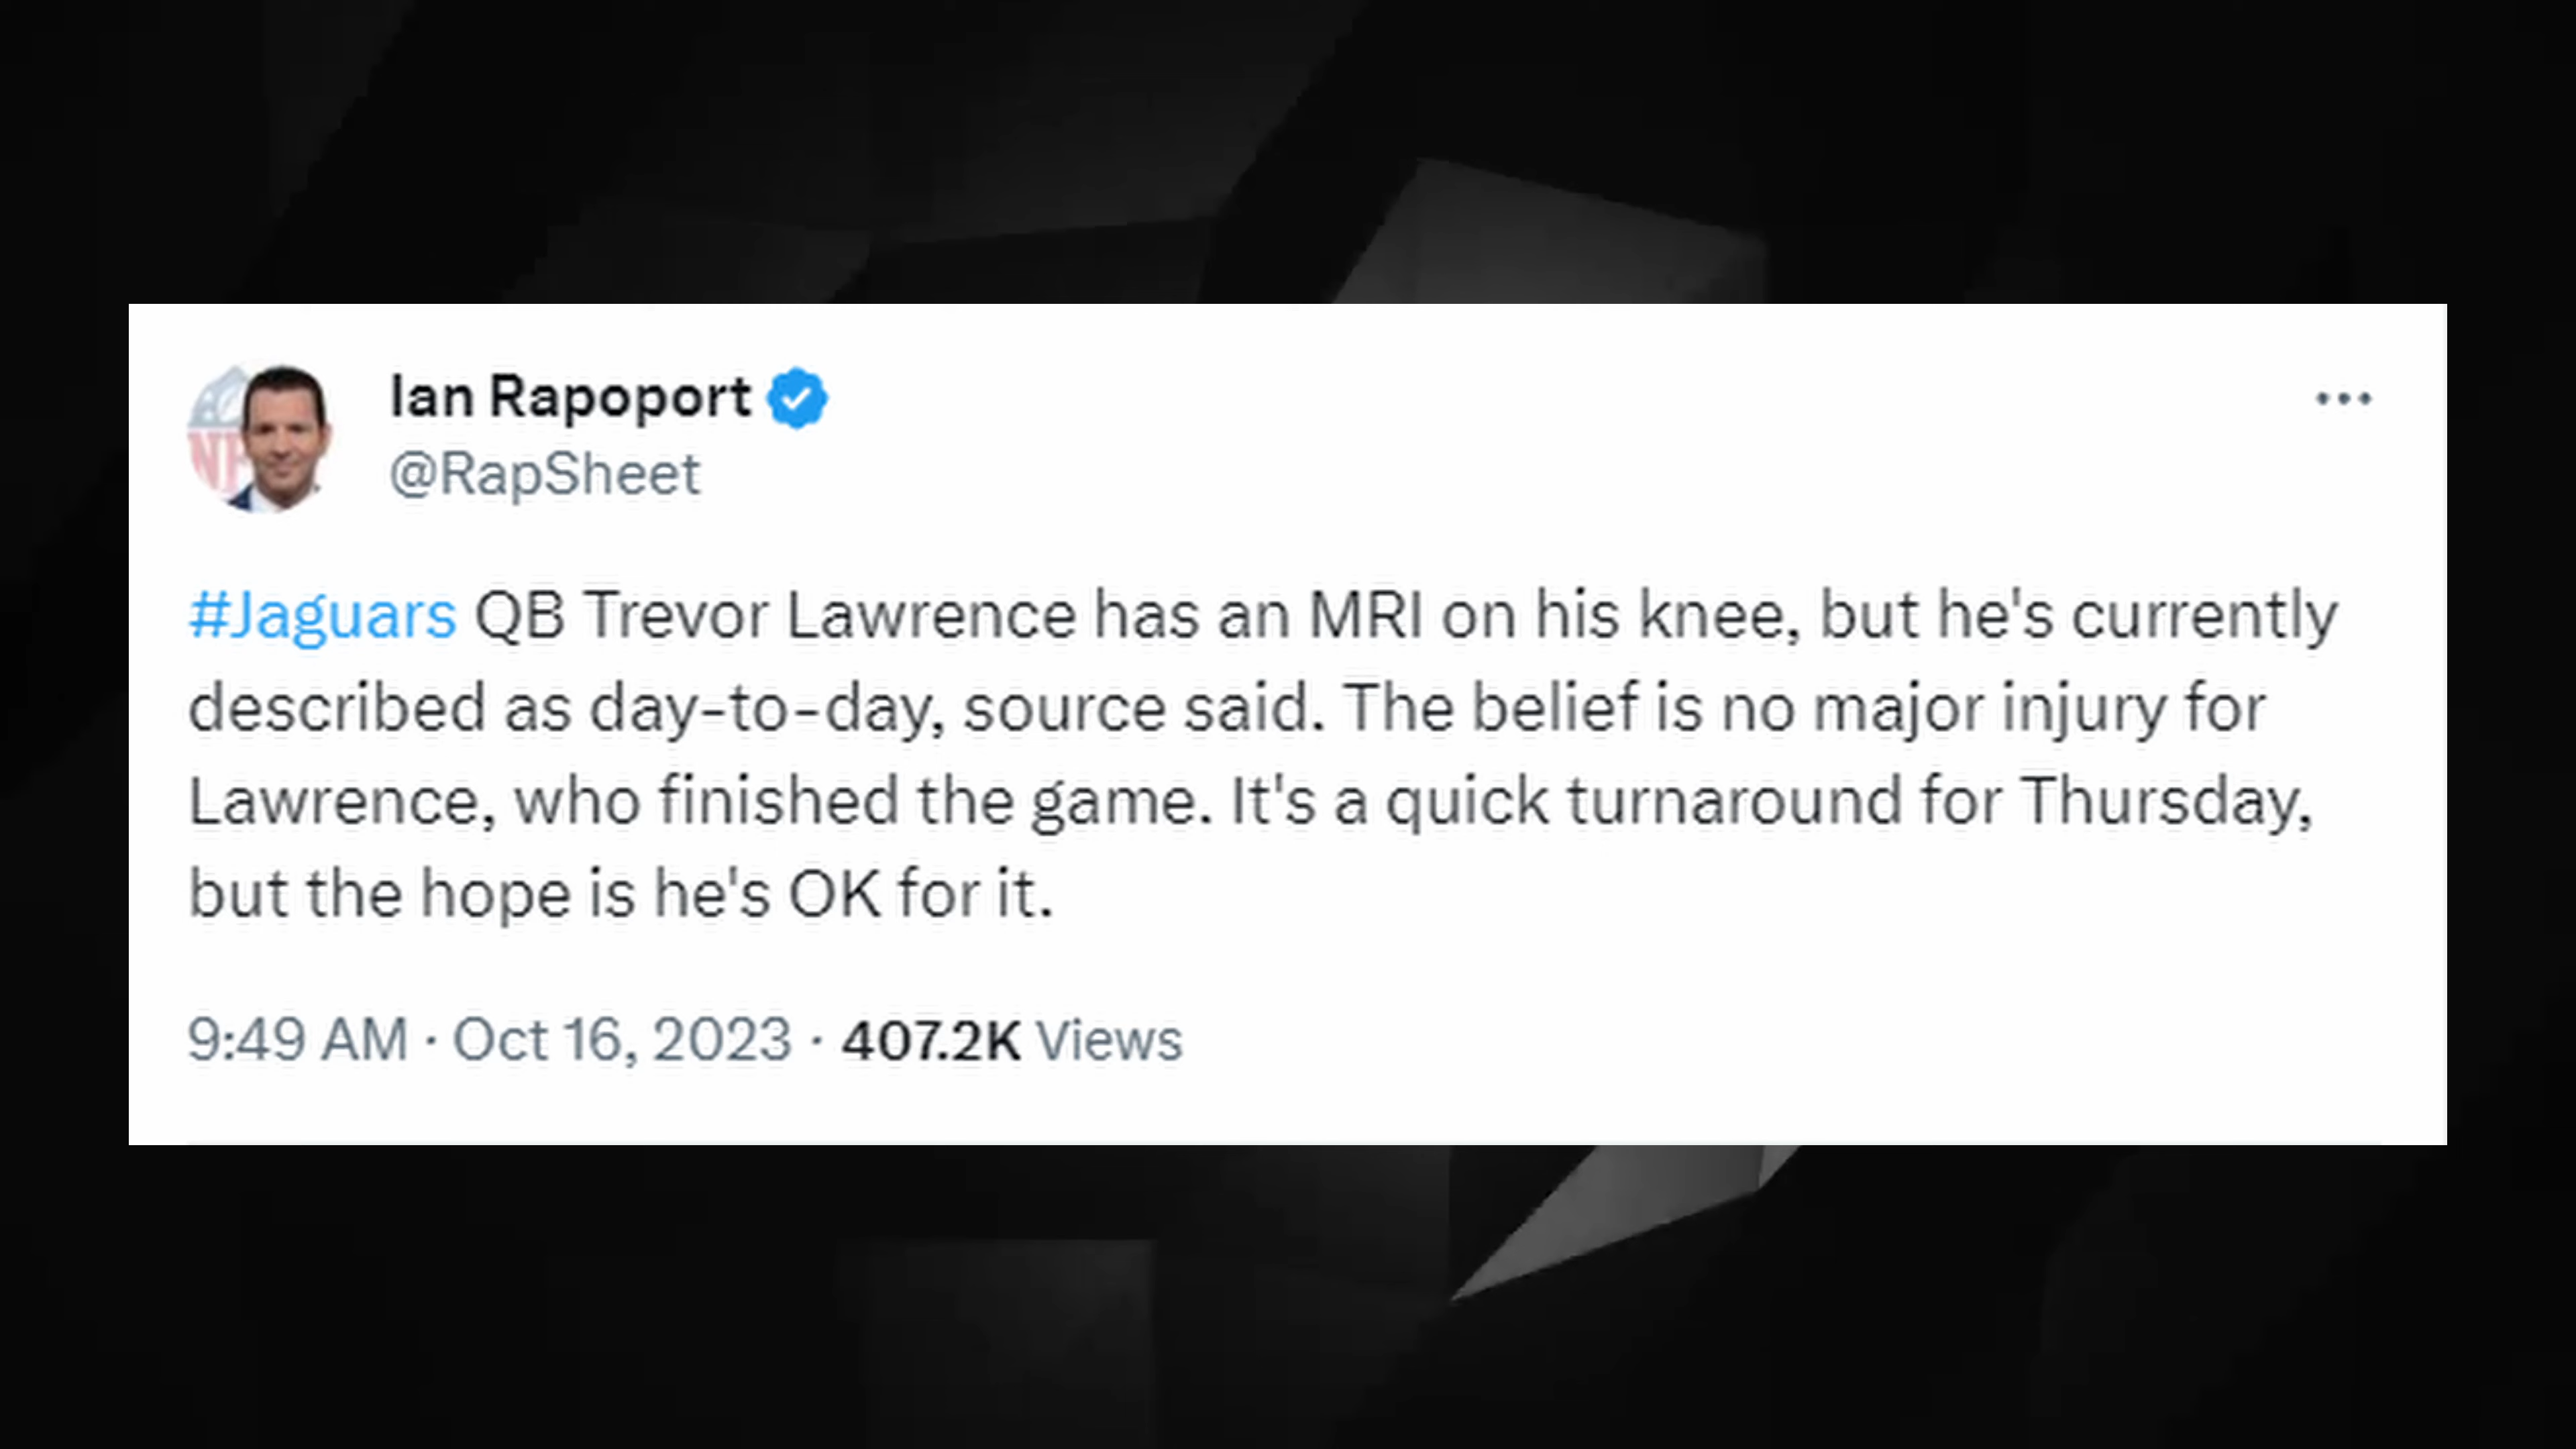 Ian Rapoport
@RapSheet
#Jaguars QB Trevor Lawrence has an MRI on his knee, but he's currently
described as day-to-day, source said. The belief is no major injury for
Lawrence, who finished the game. It's a quick turnaround for Thursday,
but the hope is he's OK for it.
9:49 AM · Oct 16, 2023 · 407.2K Views